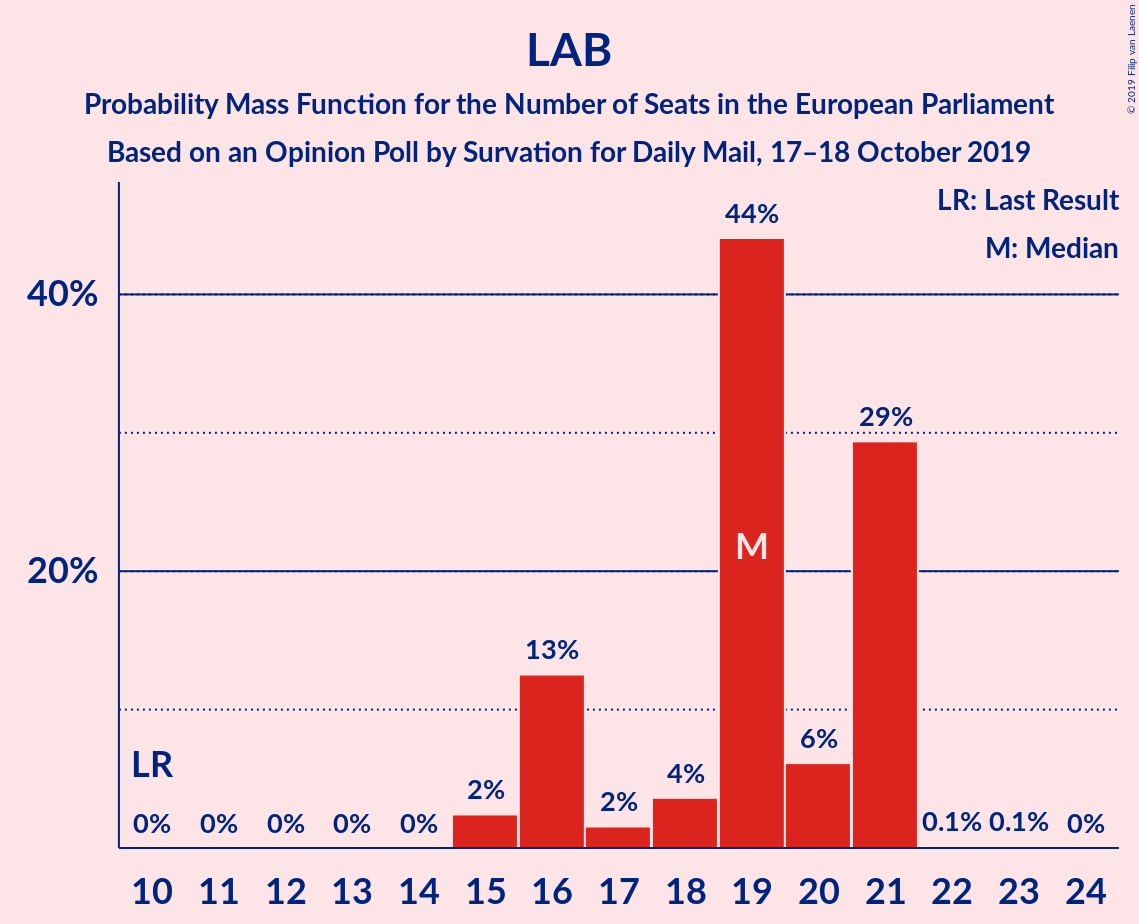 LAB
Probability Mass Function for the Number of Seats in the European Parliament
Based on an Opinion Poll by Survation for Daily Mail, 17–18 October 2019
© 2019 Filip van Laenen
LR: Last Result
M: Median
44%
40%
29%
M
20%
13%
6%
4%
2%
2%
LR
0% 0% 0% 0% 0% 0.1% 0.1% 0%
10 11 12 13 14 15 16 17 18 19 20 21 22 23 24